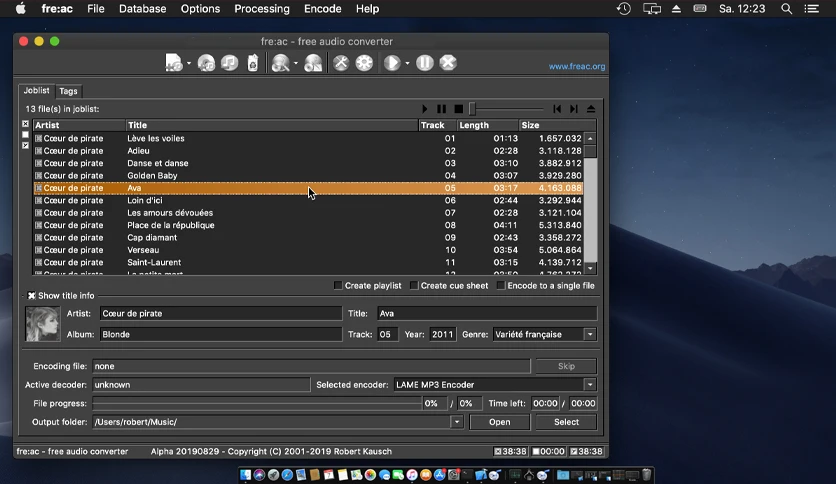 fre:ac File Database Options Processing Encode Help Sa. 12:23
fre:ac - free audio converter
www.freac.org
Joblist Tags
13 file(s) in joblist:
Artist Title Track Length Size
Cœur de pirate Lève les voiles 01 01:13 1.657.032
Cœur de pirate Adieu 02 02:28 3.118.128
Cœur de pirate Danse et danse 03 03:10 3.882.912
Cœur de pirate Golden Baby 04 03:07 3.929.280
Cœur de pirate Ava 05 03:17 4.163.088
Cœur de pirate Loin d'ici 06 02:44 3.292.944
Cœur de pirate Les amours dévouées 07 02:28 3.121.104
Cœur de pirate Place de la république 08 04:11 5.313.840
Cœur de pirate Cap diamant 09 02:43 3.358.272
Cœur de pirate Verseau 10 03:54 5.064.864
Cœur de pirate Saint-Laurent 11 03:15 4.139.712
Create playlist Create cue sheet Encode to a single file
Show title info
Artist: Cœur de pirate Title: Ava
Album: Blonde Track: 05 Year: 2011 Genre: Variété française
Encoding file: none Skip
Active decoder: unknown Selected encoder: LAME MP3 Encoder
File progress: 0% / 0% Time left: 00:00 / 00:00
Output folder: /Users/robert/Music/ Open Select
fre:ac - free audio converter Alpha 20190829 - Copyright (C) 2001-2019 Robert Kausch 38:38 00:00 38:38